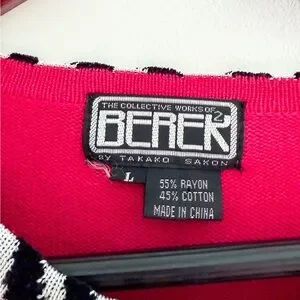 THE COLLECTIVE WORKS OF
BEREK 2
BY TAKAKO SAKON
L
55% RAYON
45% COTTON
MADE IN CHINA